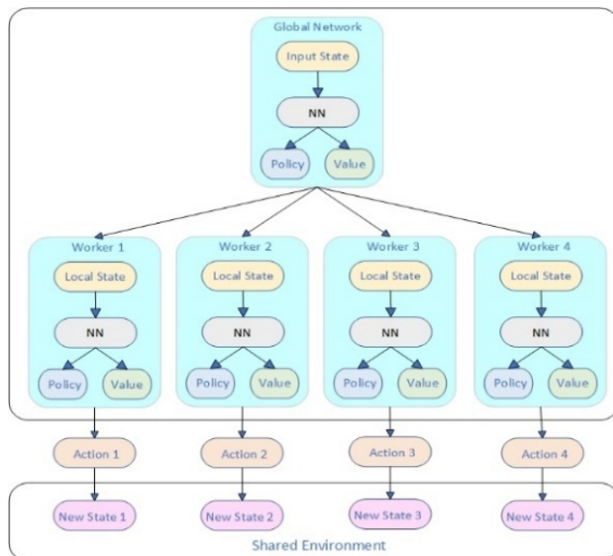 Global Network
Input State
NN
Policy Value
Worker 1 Worker 2 Worker 3 Worker 4
Local State Local State Local State Local State
NN NN NN NN
Policy Value Policy Value Policy Value Policy Value
Action 1 Action 2 Action 3 Action 4
New State 1 New State 2 New State 3 New State 4
Shared Environment